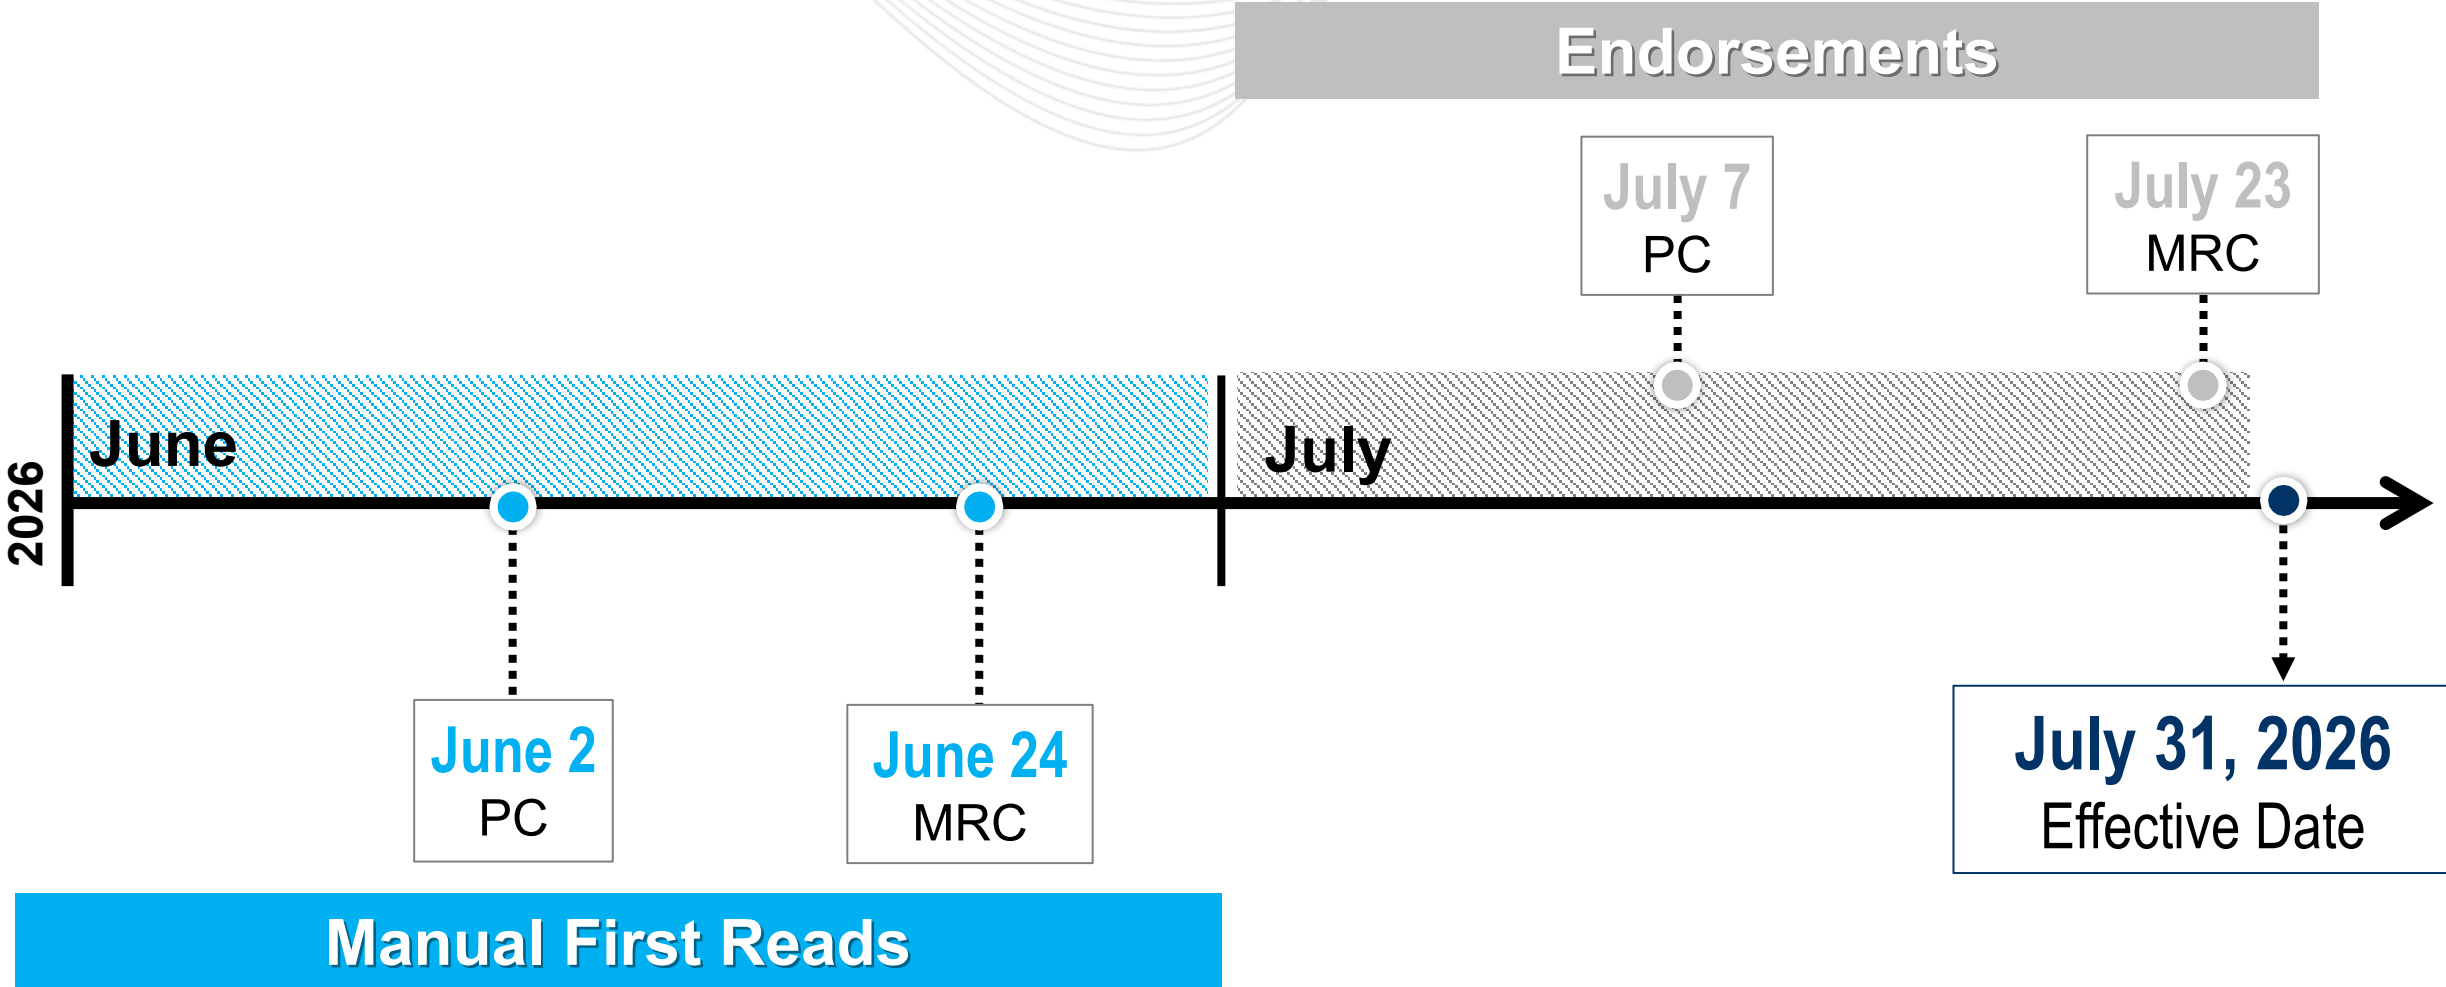 Endorsements
July 7
PC
July 23
MRC
2026
June
July
June 2
PC
June 24
MRC
July 31, 2026
Effective Date
Manual First Reads